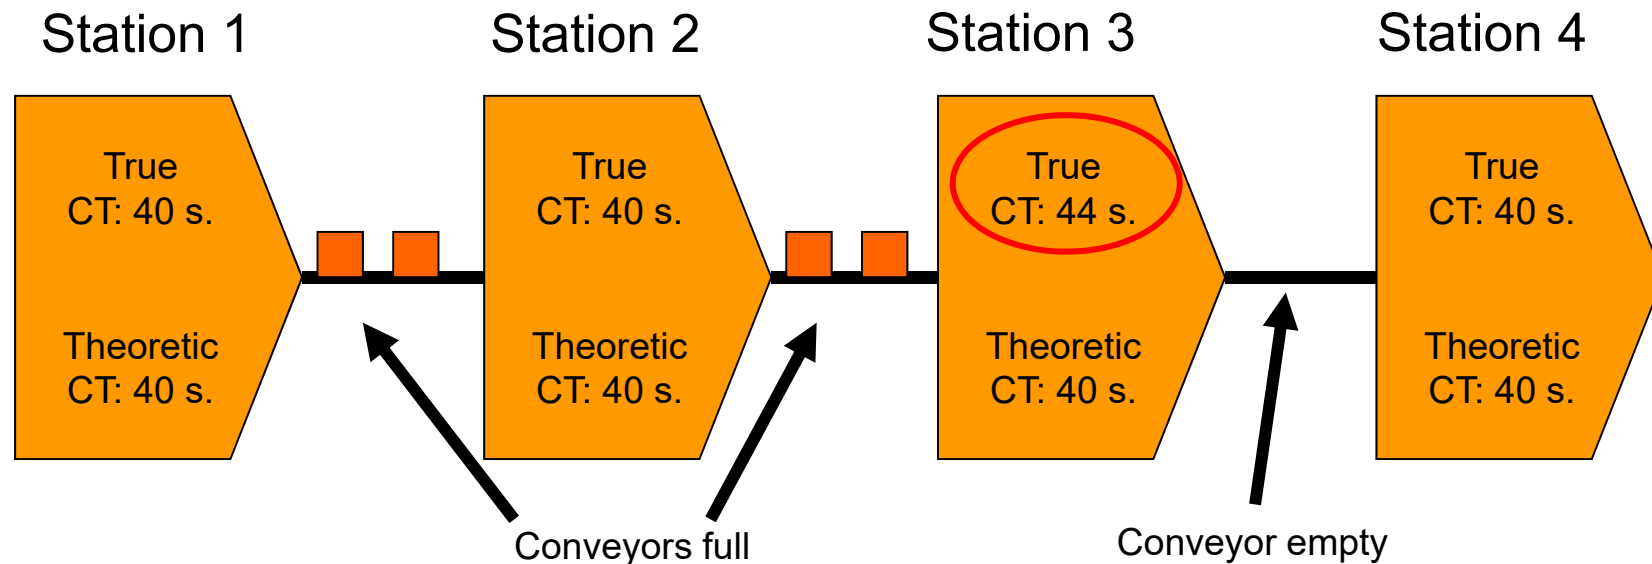 Station 1
Station 2
Station 3
Station 4
True
CT: 40 s.
True
CT: 40 s.
True
CT: 44 s.
True
CT: 40 s.
Theoretic
CT: 40 s.
Theoretic
CT: 40 s.
Theoretic
CT: 40 s.
Theoretic
CT: 40 s.
Conveyors full
Conveyor empty